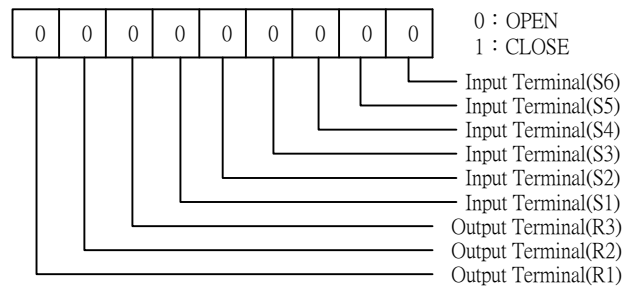 0 0 0 0 0 0 0 0 0
0：OPEN
1：CLOSE
Input Terminal(S6)
Input Terminal(S5)
Input Terminal(S4)
Input Terminal(S3)
Input Terminal(S2)
Input Terminal(S1)
Output Terminal(R3)
Output Terminal(R2)
Output Terminal(R1)